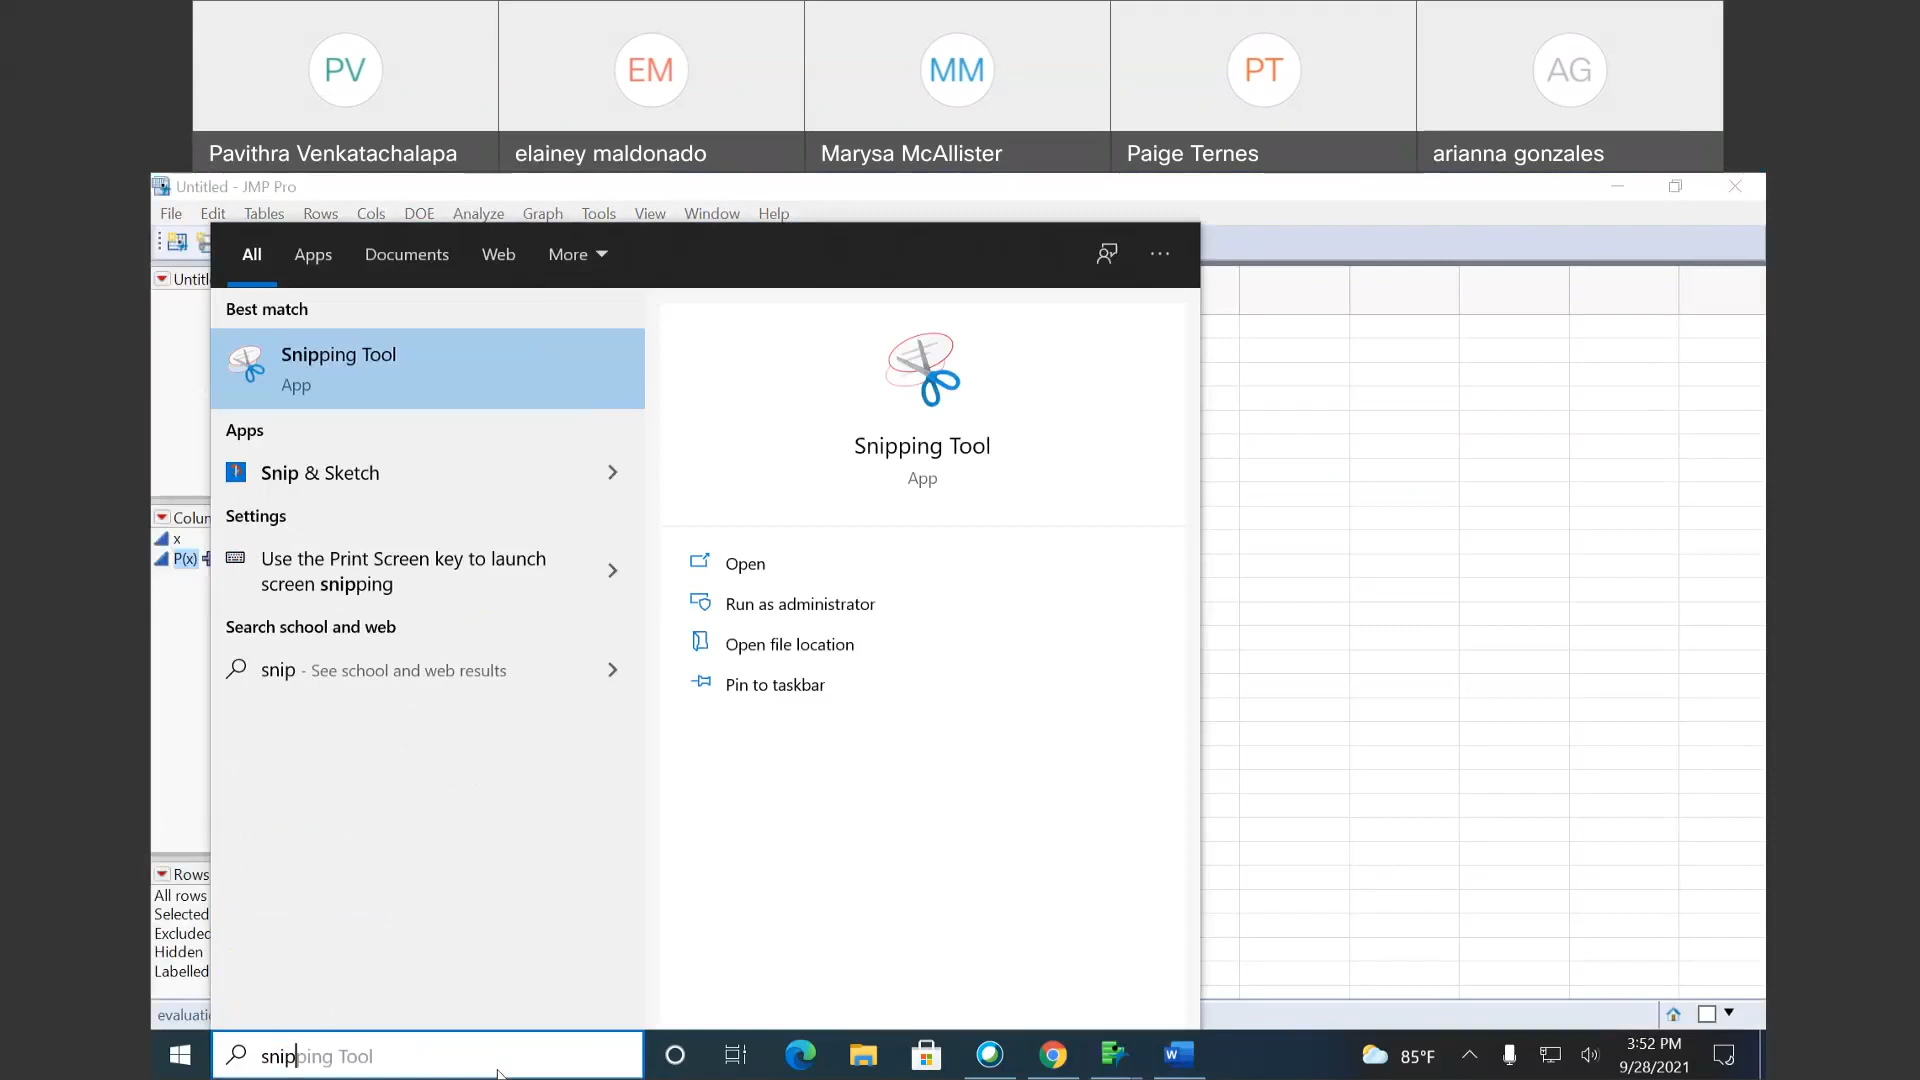 PV
EM
MM
PT
AG
Pavithra Venkatachalapa
elainey maldonado
Marysa McAllister
Paige Ternes
arianna gonzales
Untitled - JMP Pro
File Edit Tables Rows Cols DOE Analyze Graph Tools View Window Help
All Apps Documents Web More
Untitl
Best match
Snipping Tool
App
Apps
Snip & Sketch
Settings
Use the Print Screen key to launch
screen snipping
Search school and web
snip - See school and web results
Snipping Tool
App
Open
Run as administrator
Open file location
Pin to taskbar
Colun
x
P(x)
Rows
All rows
Selected
Excluded
Hidden
Labelled
evaluati
snipping Tool
85°F
3:52 PM
9/28/2021